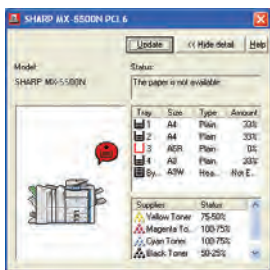 SHARP MX-5500N PCL6
Update
<< Hide detail
Help
Model:
Status:
SHARP MX-5500N
The paper is not available.
Tray Size Type Amount
1 A4 Plain 33%
2 A4 Plain 33%
3 A5R Plain 0%
4 A3 Plain 33%
By... A3W Hea... Not E...
Supplies Status
Yellow Toner 75-50%
Magenta To... 100-75%
Cyan Toner 100-75%
Black Toner 50-25%